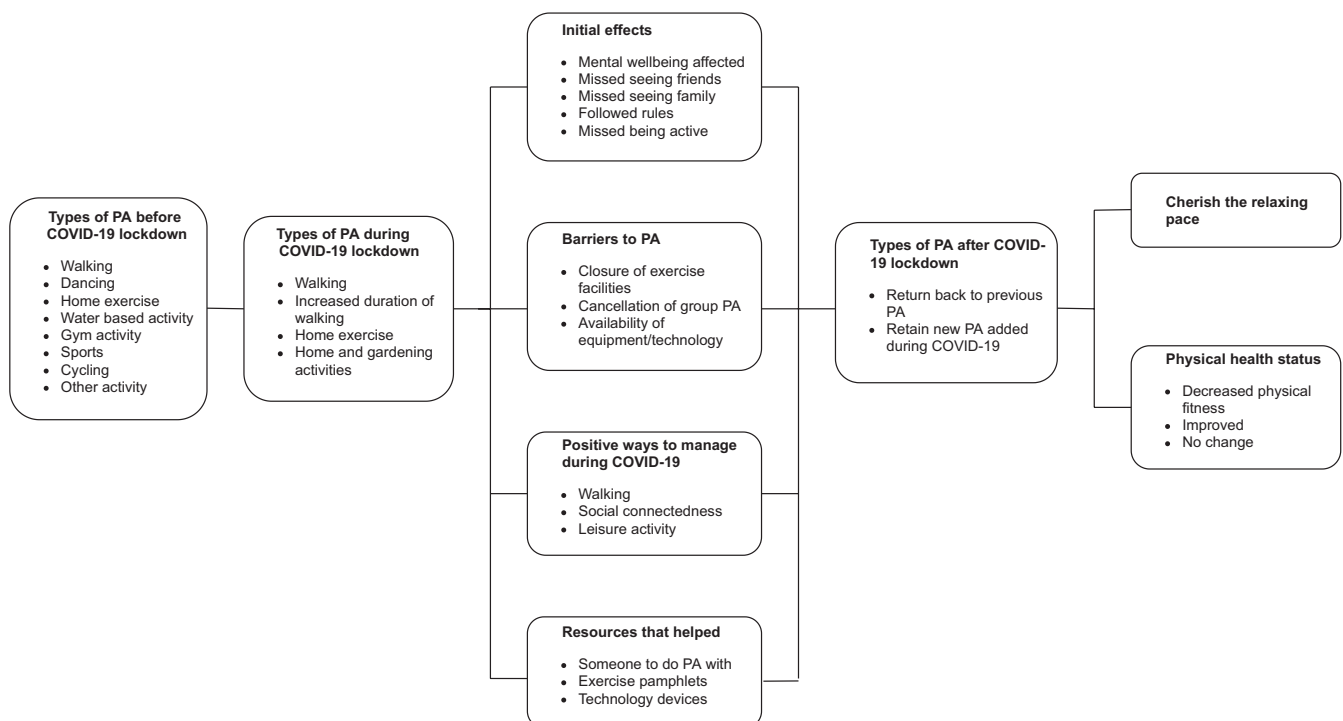 Types of PA before
COVID-19 lockdown
• Walking
• Dancing
• Home exercise
• Water based activity
• Gym activity
• Sports
• Cycling
• Other activity
Types of PA during
COVID-19 lockdown
• Walking
• Increased duration of
walking
• Home exercise
• Home and gardening
activities
Initial effects
• Mental wellbeing affected
• Missed seeing friends
• Missed seeing family
• Followed rules
• Missed being active
Barriers to PA
• Closure of exercise
facilities
• Cancellation of group PA
• Availability of
equipment/technology
Positive ways to manage
during COVID-19
• Walking
• Social connectedness
• Leisure activity
Resources that helped
• Someone to do PA with
• Exercise pamphlets
• Technology devices
Types of PA after COVID-
19 lockdown
• Return back to previous
PA
• Retain new PA added
during COVID-19
Cherish the relaxing
pace
Physical health status
• Decreased physical
fitness
• Improved
• No change